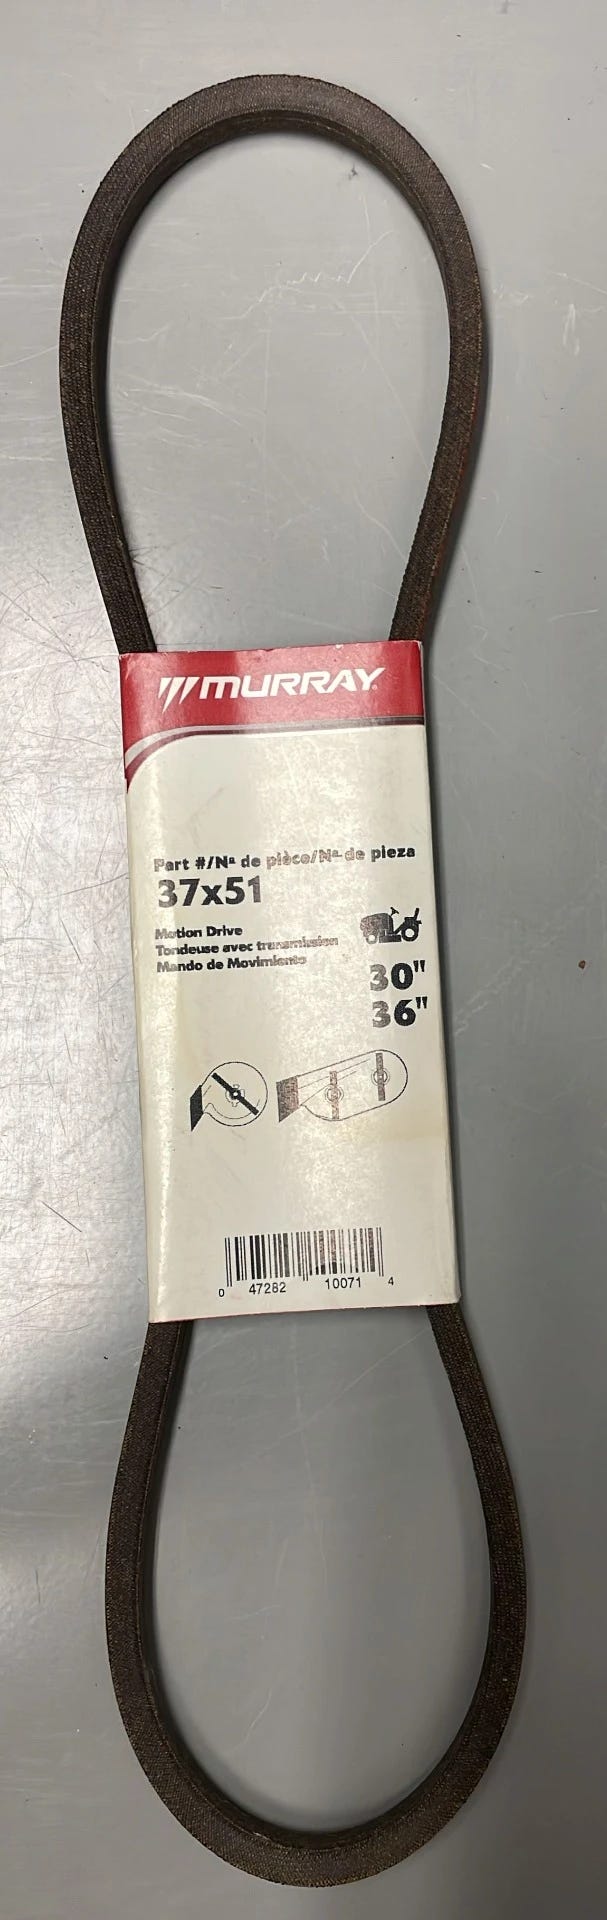 MURRAY
Part #/Nº de pièce/Nº de pieza
37x51
Motion Drive
Tondeuse avec transmission
Mando de Movimiento
30"
36"
0 47282 10071 4